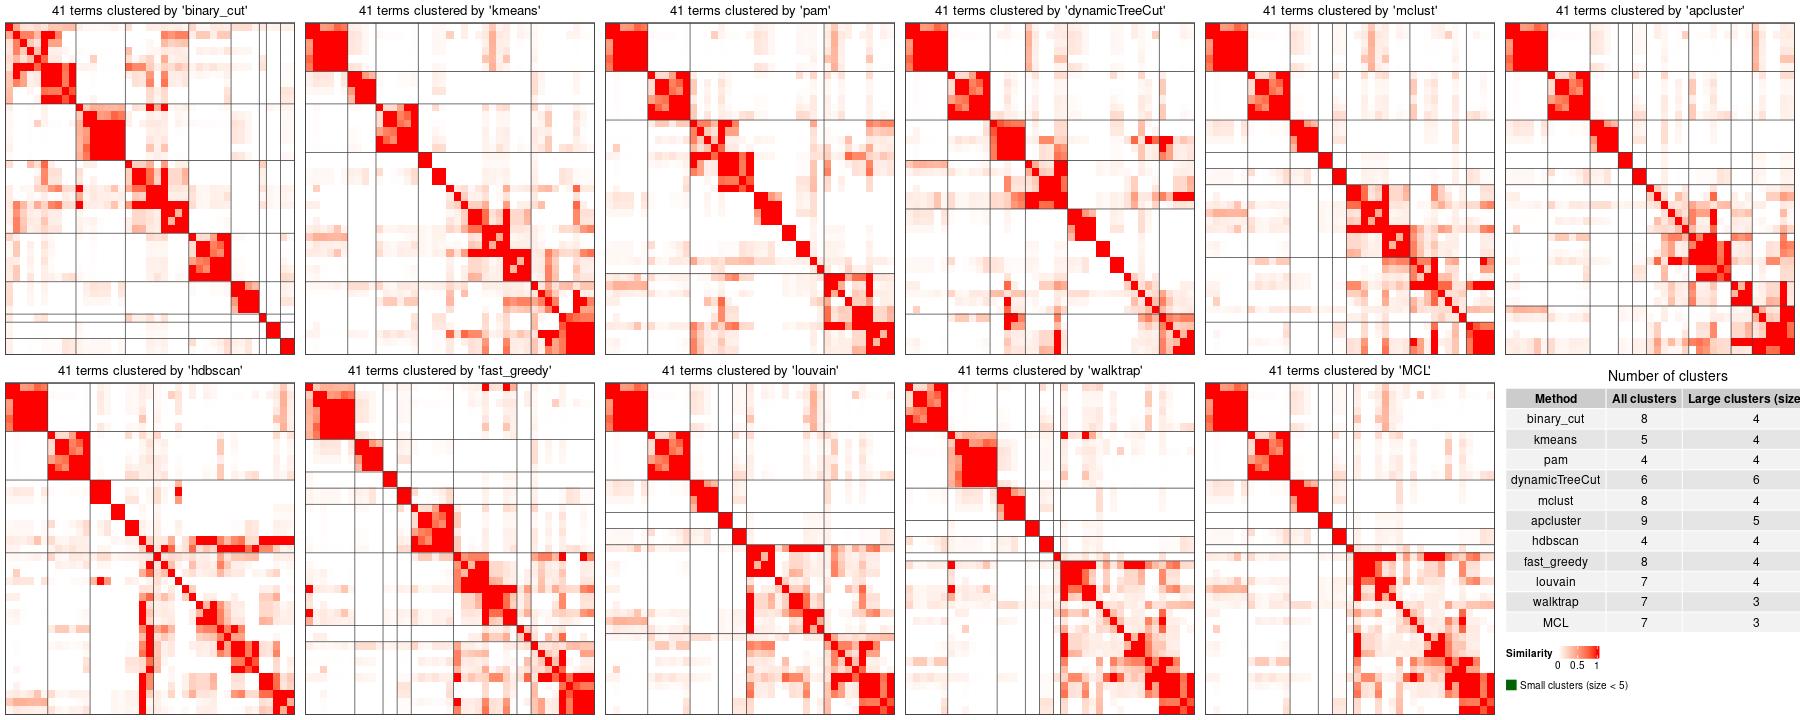 41 terms clustered by 'binary_cut'
41 terms clustered by 'kmeans'
41 terms clustered by 'pam'
41 terms clustered by 'dynamicTreeCut'
41 terms clustered by 'mclust'
41 terms clustered by 'apcluster'
41 terms clustered by 'hdbscan'
41 terms clustered by 'fast_greedy'
41 terms clustered by 'louvain'
41 terms clustered by 'walktrap'
41 terms clustered by 'MCL'
Number of clusters
Method All clusters Large clusters (size
binary_cut 8 4
kmeans 5 4
pam 4 4
dynamicTreeCut 6 6
mclust 8 4
apcluster 9 5
hdbscan 4 4
fast_greedy 8 4
louvain 7 4
walktrap 7 3
MCL 7 3
Similarity
0 0.5 1
Small clusters (size < 5)